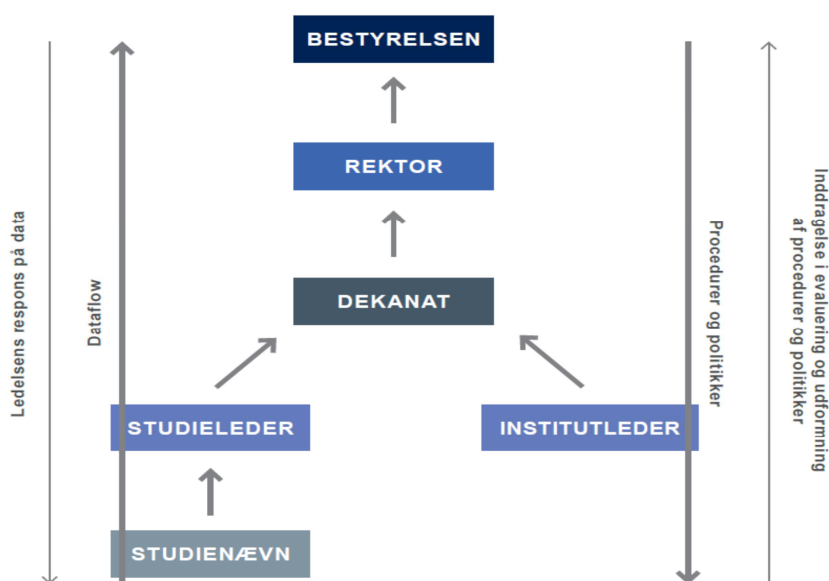 BESTYRELSEN
REKTOR
DEKANAT
STUDIELEDER
INSTITUTLEDER
STUDIENÆVN
Ledelsens respons på data
Dataflow
Procedurer og politikker
Inddragelse i evaluering og udformning
af procedurer og politikker